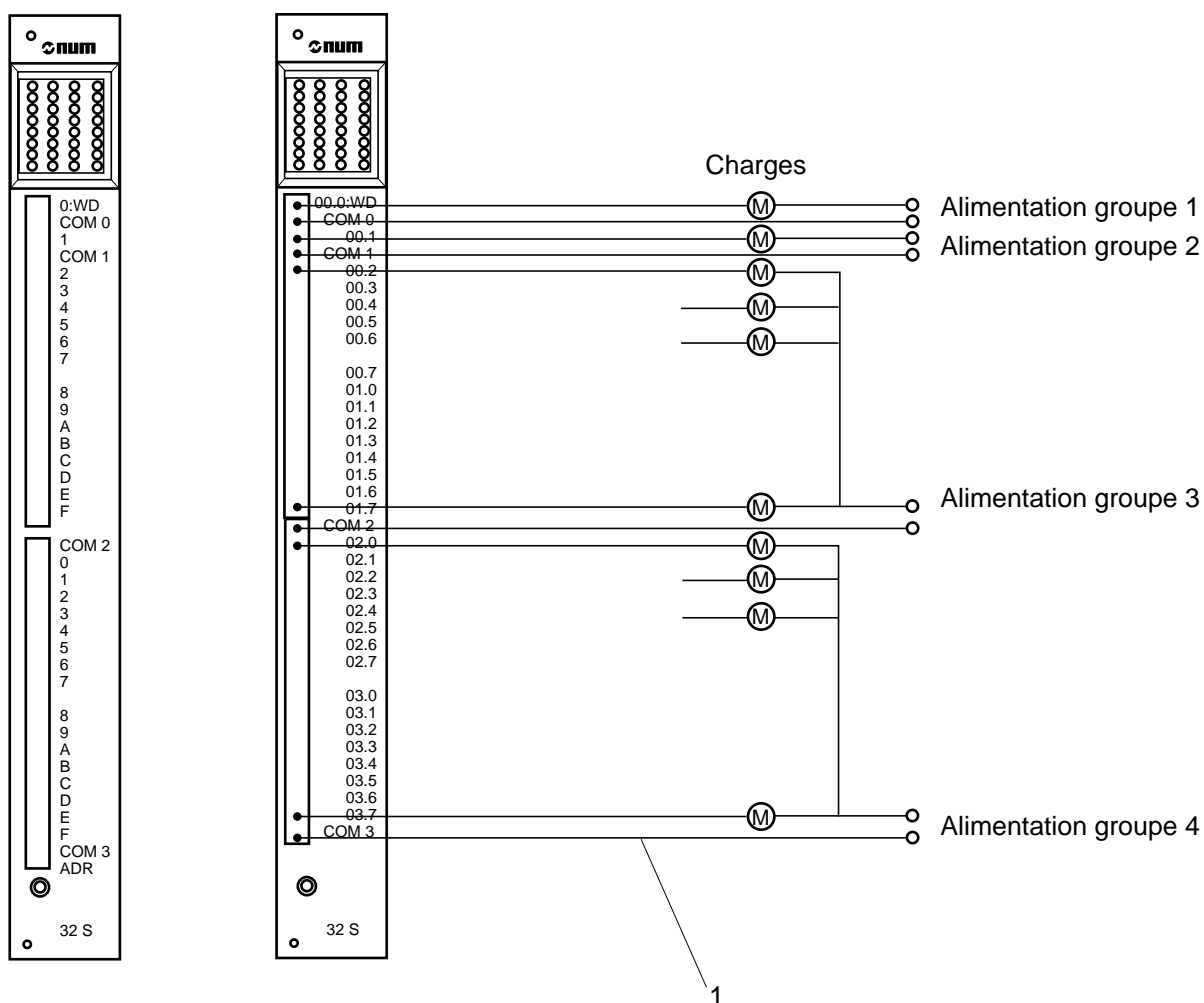 num
0:WD
COM 0
1
COM 1
2
3
4
5
6
7
8
9
A
B
C
D
E
F
COM 2
0
1
2
3
4
5
6
7
8
9
A
B
C
D
E
F
COM 3
ADR
32 S
num
00.0:WD
COM 0
00.1
COM 1
00.2
00.3
00.4
00.5
00.6
00.7
01.0
01.1
01.2
01.3
01.4
01.5
01.6
01.7
COM 2
02.0
02.1
02.2
02.3
02.4
02.5
02.6
02.7
03.0
03.1
03.2
03.3
03.4
03.5
03.6
03.7
COM 3
32 S
Charges
M
M
M
M
M
M
M
M
M
M
Alimentation groupe 1
Alimentation groupe 2
Alimentation groupe 3
Alimentation groupe 4
1